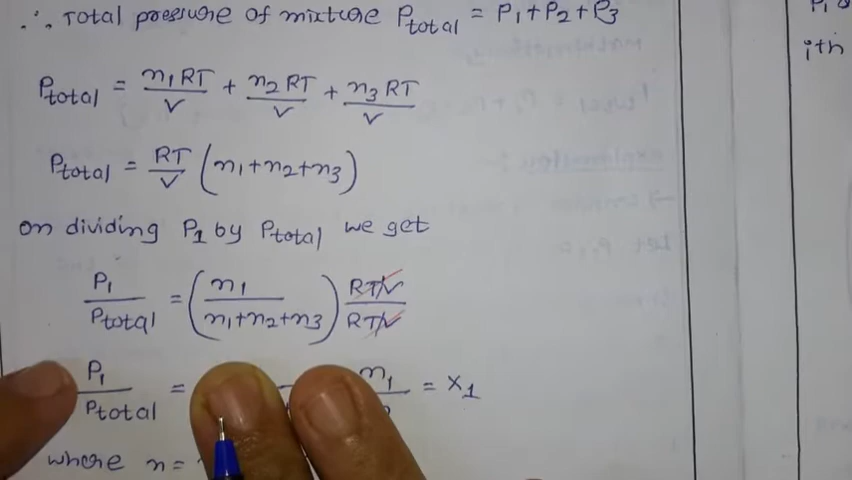 ∴ Total pressure of mixture P_total = P1+P2+P3
P_total = n1RT/V + n2RT/V + n3RT/V
P_total = RT/V (n1+n2+n3)
on dividing P1 by P_total we get
P1/P_total = (n1/(n1+n2+n3)) RT/V / RT/V
P1/P_total = n1 = x1
where n =
ith